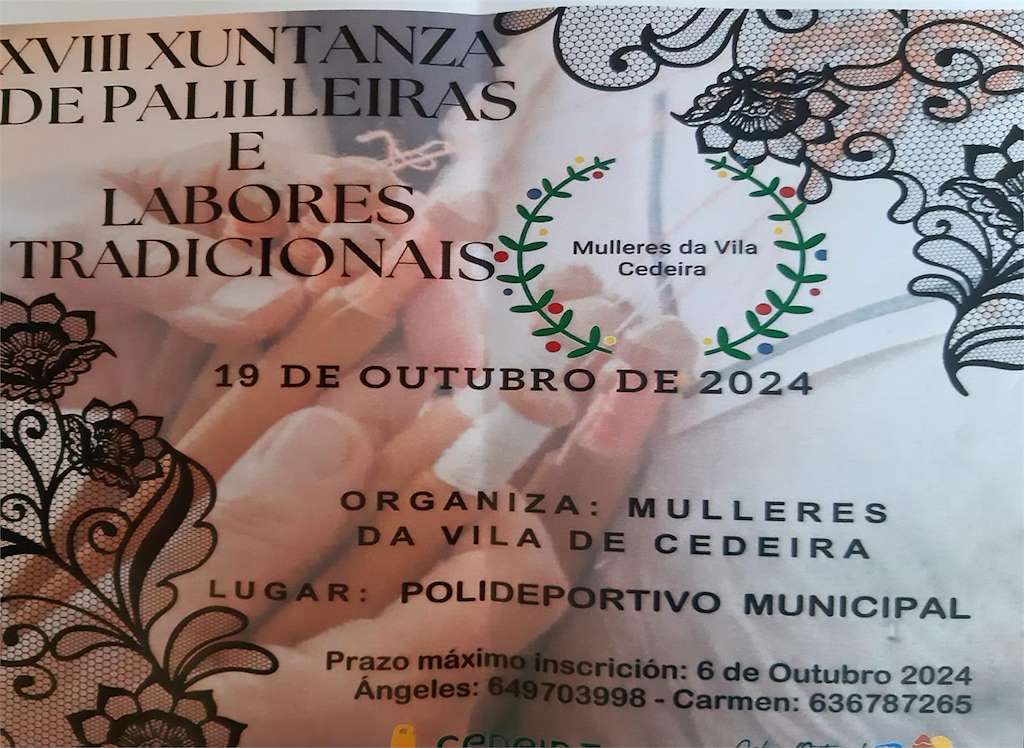 XVIII XUNTANZA
DE PALILLEIRAS
E
LABORES
TRADICIONAIS
Mulleres da Vila
Cedeira
19 DE OUTUBRO DE 2024
ORGANIZA: MULLERES
DA VILA DE CEDEIRA
LUGAR: POLIDEPORTIVO MUNICIPAL
Prazo máximo inscrición: 6 de Outubro 2024
Ángeles: 649703998 - Carmen: 636787265